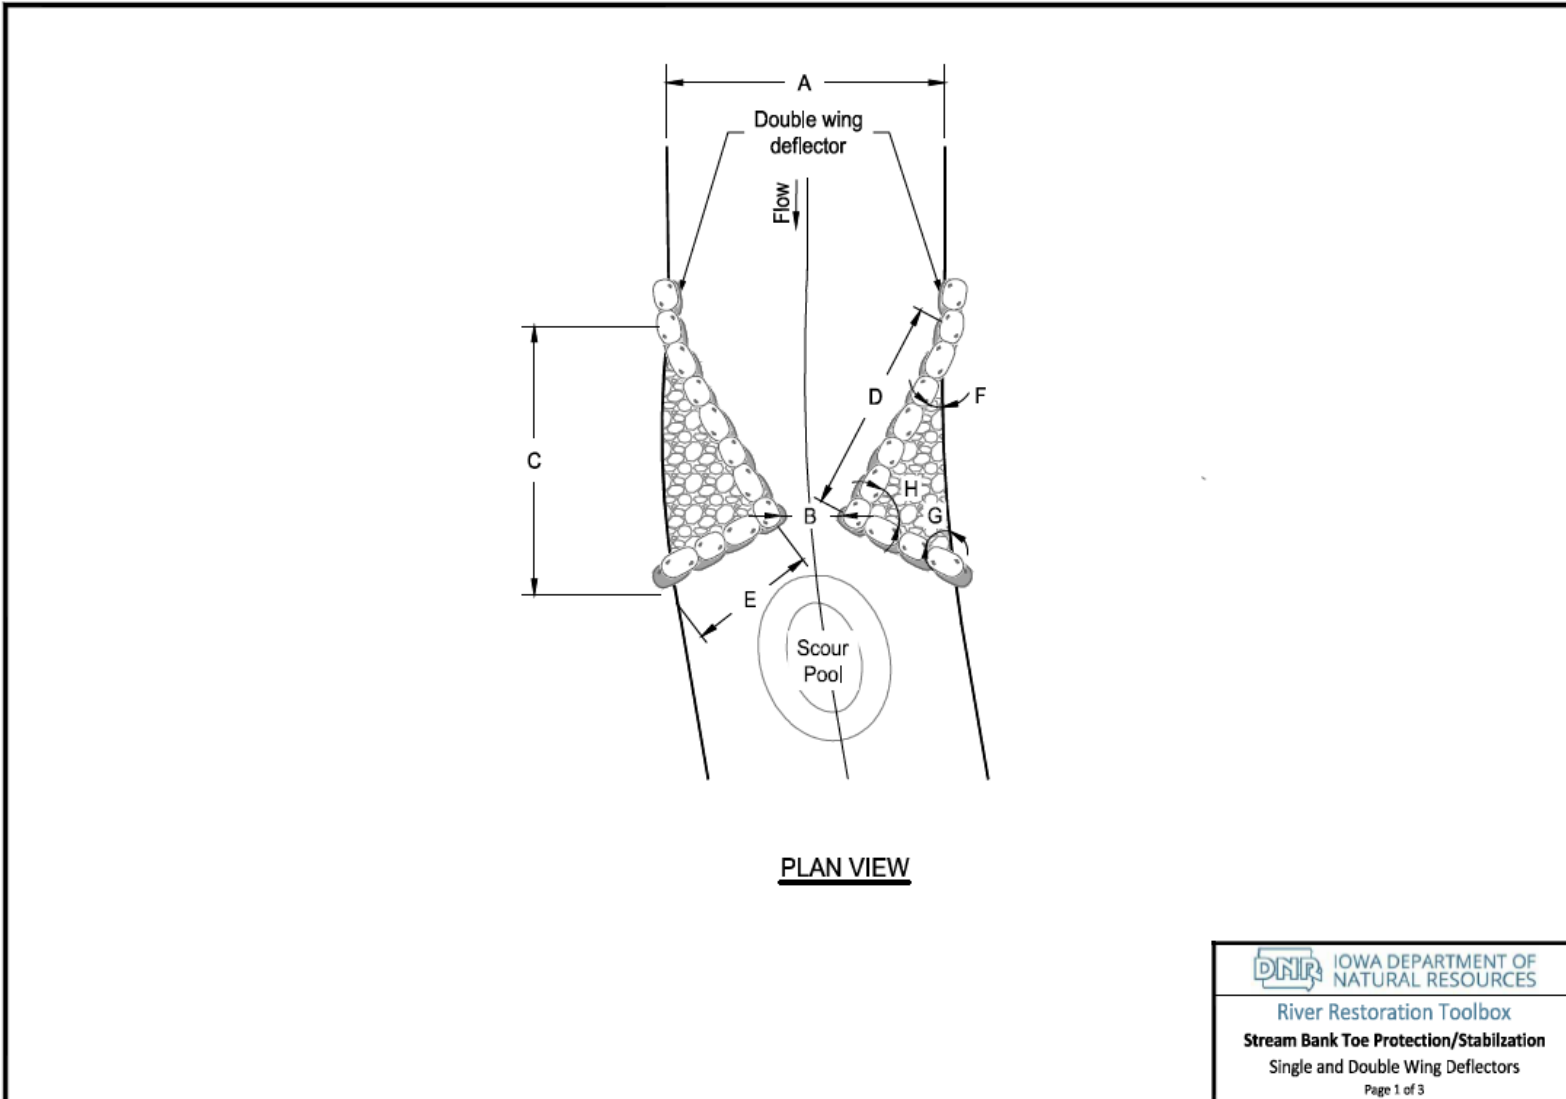 A
Double wing
deflector
Flow
D
F
C
H
B
G
E
Scour
Pool
PLAN VIEW
DNR
IOWA DEPARTMENT OF
NATURAL RESOURCES
River Restoration Toolbox
Stream Bank Toe Protection/Stabilzation
Single and Double Wing Deflectors
Page 1 of 3